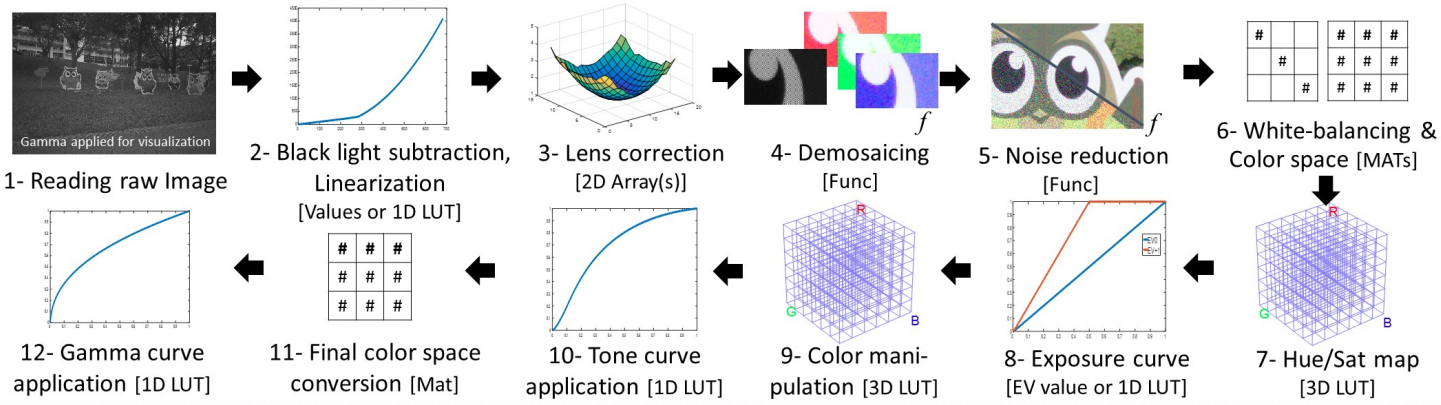 Gamma applied for visualization
1- Reading raw Image
2- Black light subtraction,
Linearization
[Values or 1D LUT]
3- Lens correction
[2D Array(s)]
f
4- Demosaicing
[Func]
f
5- Noise reduction
[Func]
#
#
#
# # #
# # #
# # #
6- White-balancing &
Color space [MATs]
R
G
B
7- Hue/Sat map
[3D LUT]
EV0
EV+1
8- Exposure curve
[EV value or 1D LUT]
R
G
B
9- Color mani-
pulation [3D LUT]
10- Tone curve
application [1D LUT]
# # #
# # #
# # #
11- Final color space
conversion [Mat]
12- Gamma curve
application [1D LUT]